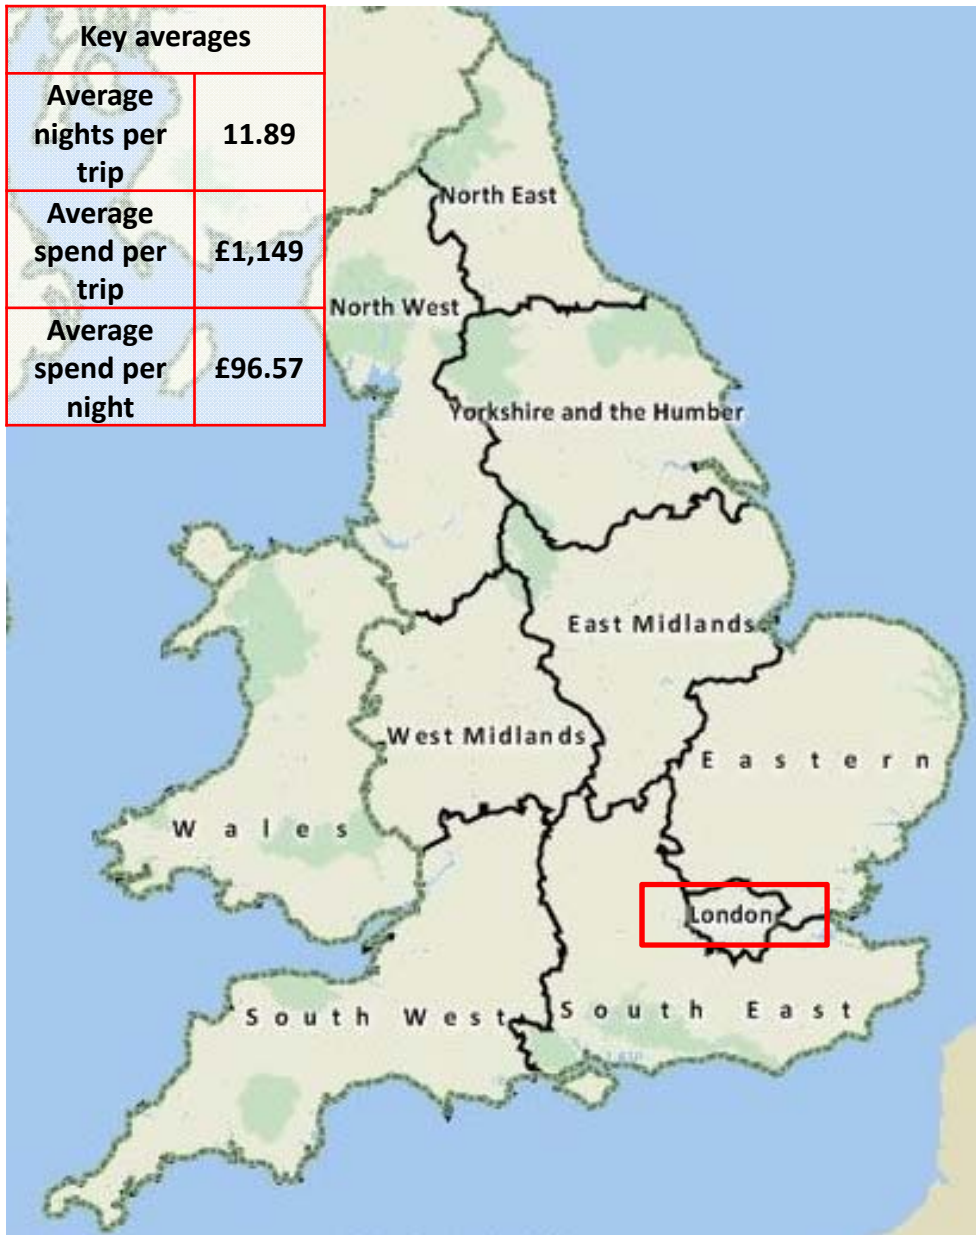 Key averages
Average
nights per
trip
11.89
Average
spend per
trip
£1,149
Average
spend per
night
£96.57
North East
North West
Yorkshire and the Humber
East Midlands
West Midlands
Eastern
Wales
London
South West
South East